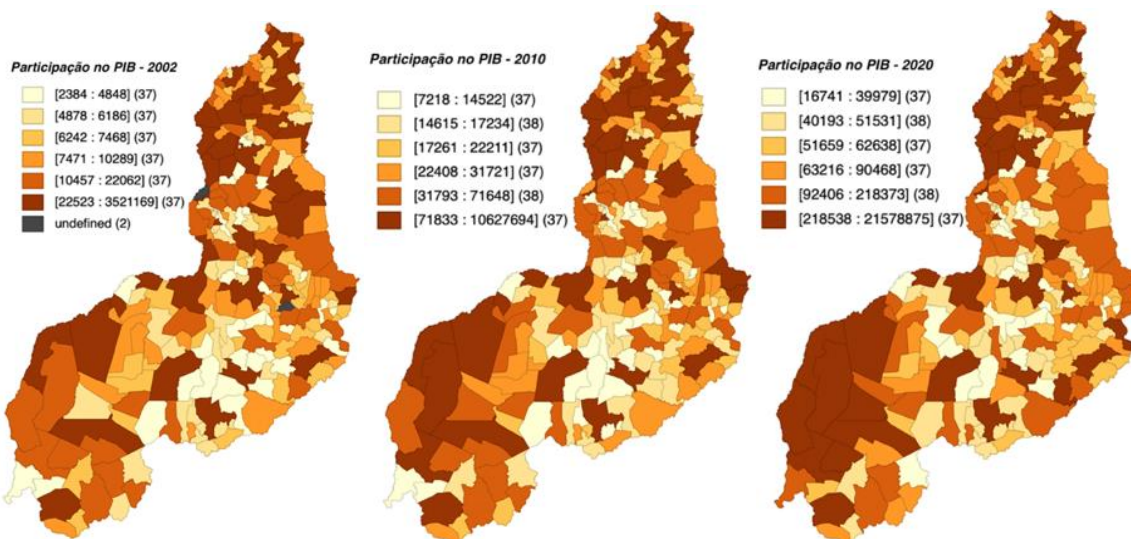 Participação no PIB - 2002
[2384 : 4848] (37)
[4878 : 6186] (37)
[6242 : 7468] (37)
[7471 : 10289] (37)
[10457 : 22062] (37)
[22523 : 3521169] (37)
undefined (2)
Participação no PIB - 2010
[7218 : 14522] (37)
[14615 : 17234] (38)
[17261 : 22211] (37)
[22408 : 31721] (37)
[31793 : 71648] (38)
[71833 : 10627694] (37)
Participação no PIB - 2020
[16741 : 39979] (37)
[40193 : 51531] (38)
[51659 : 62638] (37)
[63216 : 90468] (37)
[92406 : 218373] (38)
[218538 : 21578875] (37)